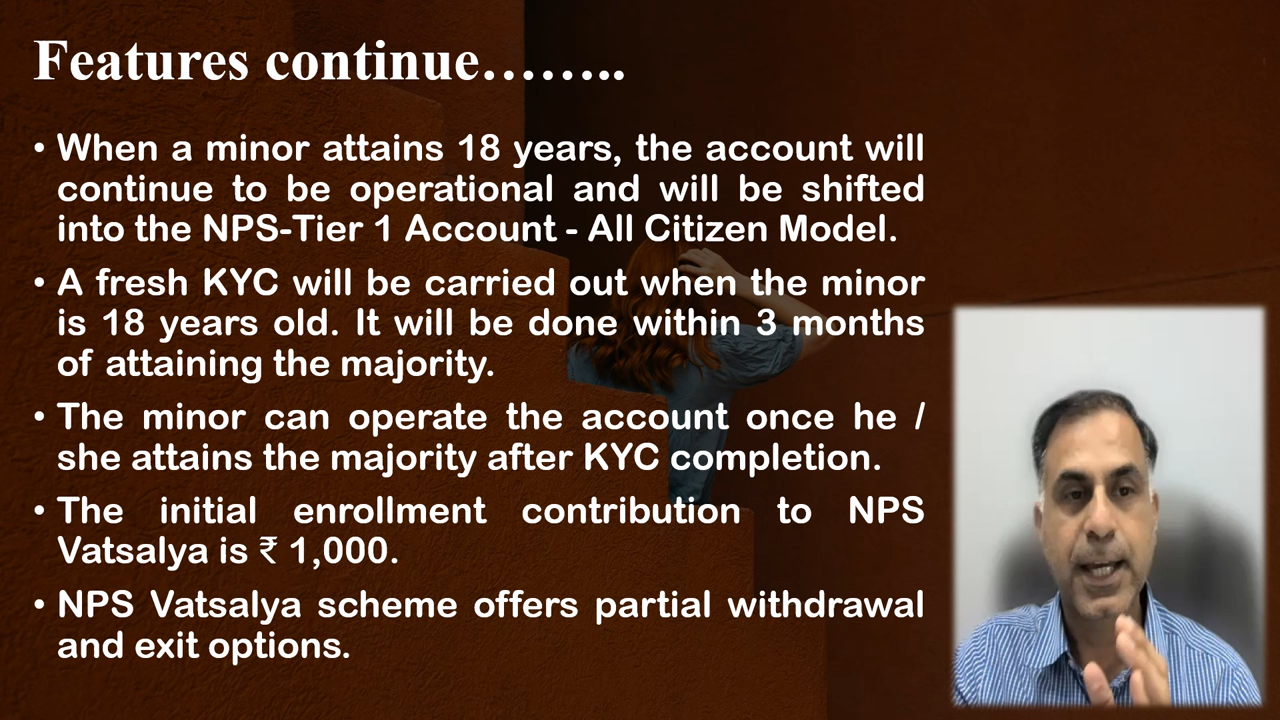 Features continue……..
• When a minor attains 18 years, the account will
continue to be operational and will be shifted
into the NPS-Tier 1 Account - All Citizen Model.
• A fresh KYC will be carried out when the minor
is 18 years old. It will be done within 3 months
of attaining the majority.
• The minor can operate the account once he /
she attains the majority after KYC completion.
• The initial enrollment contribution to NPS
Vatsalya is ₹ 1,000.
• NPS Vatsalya scheme offers partial withdrawal
and exit options.